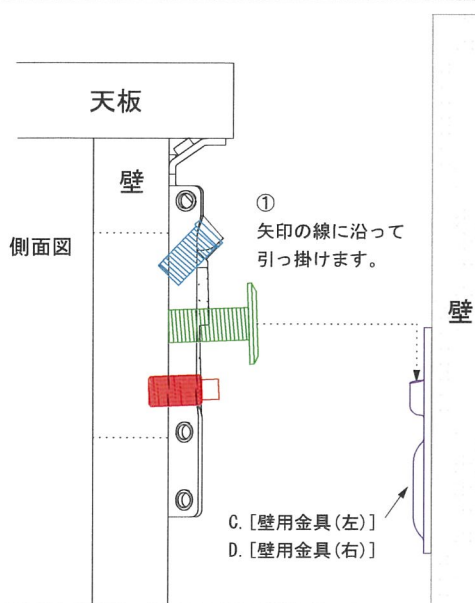 天板
壁
①
矢印の線に沿って
引っ掛けます。
側面図
壁
C. [壁用金具(左)]
D. [壁用金具(右)]